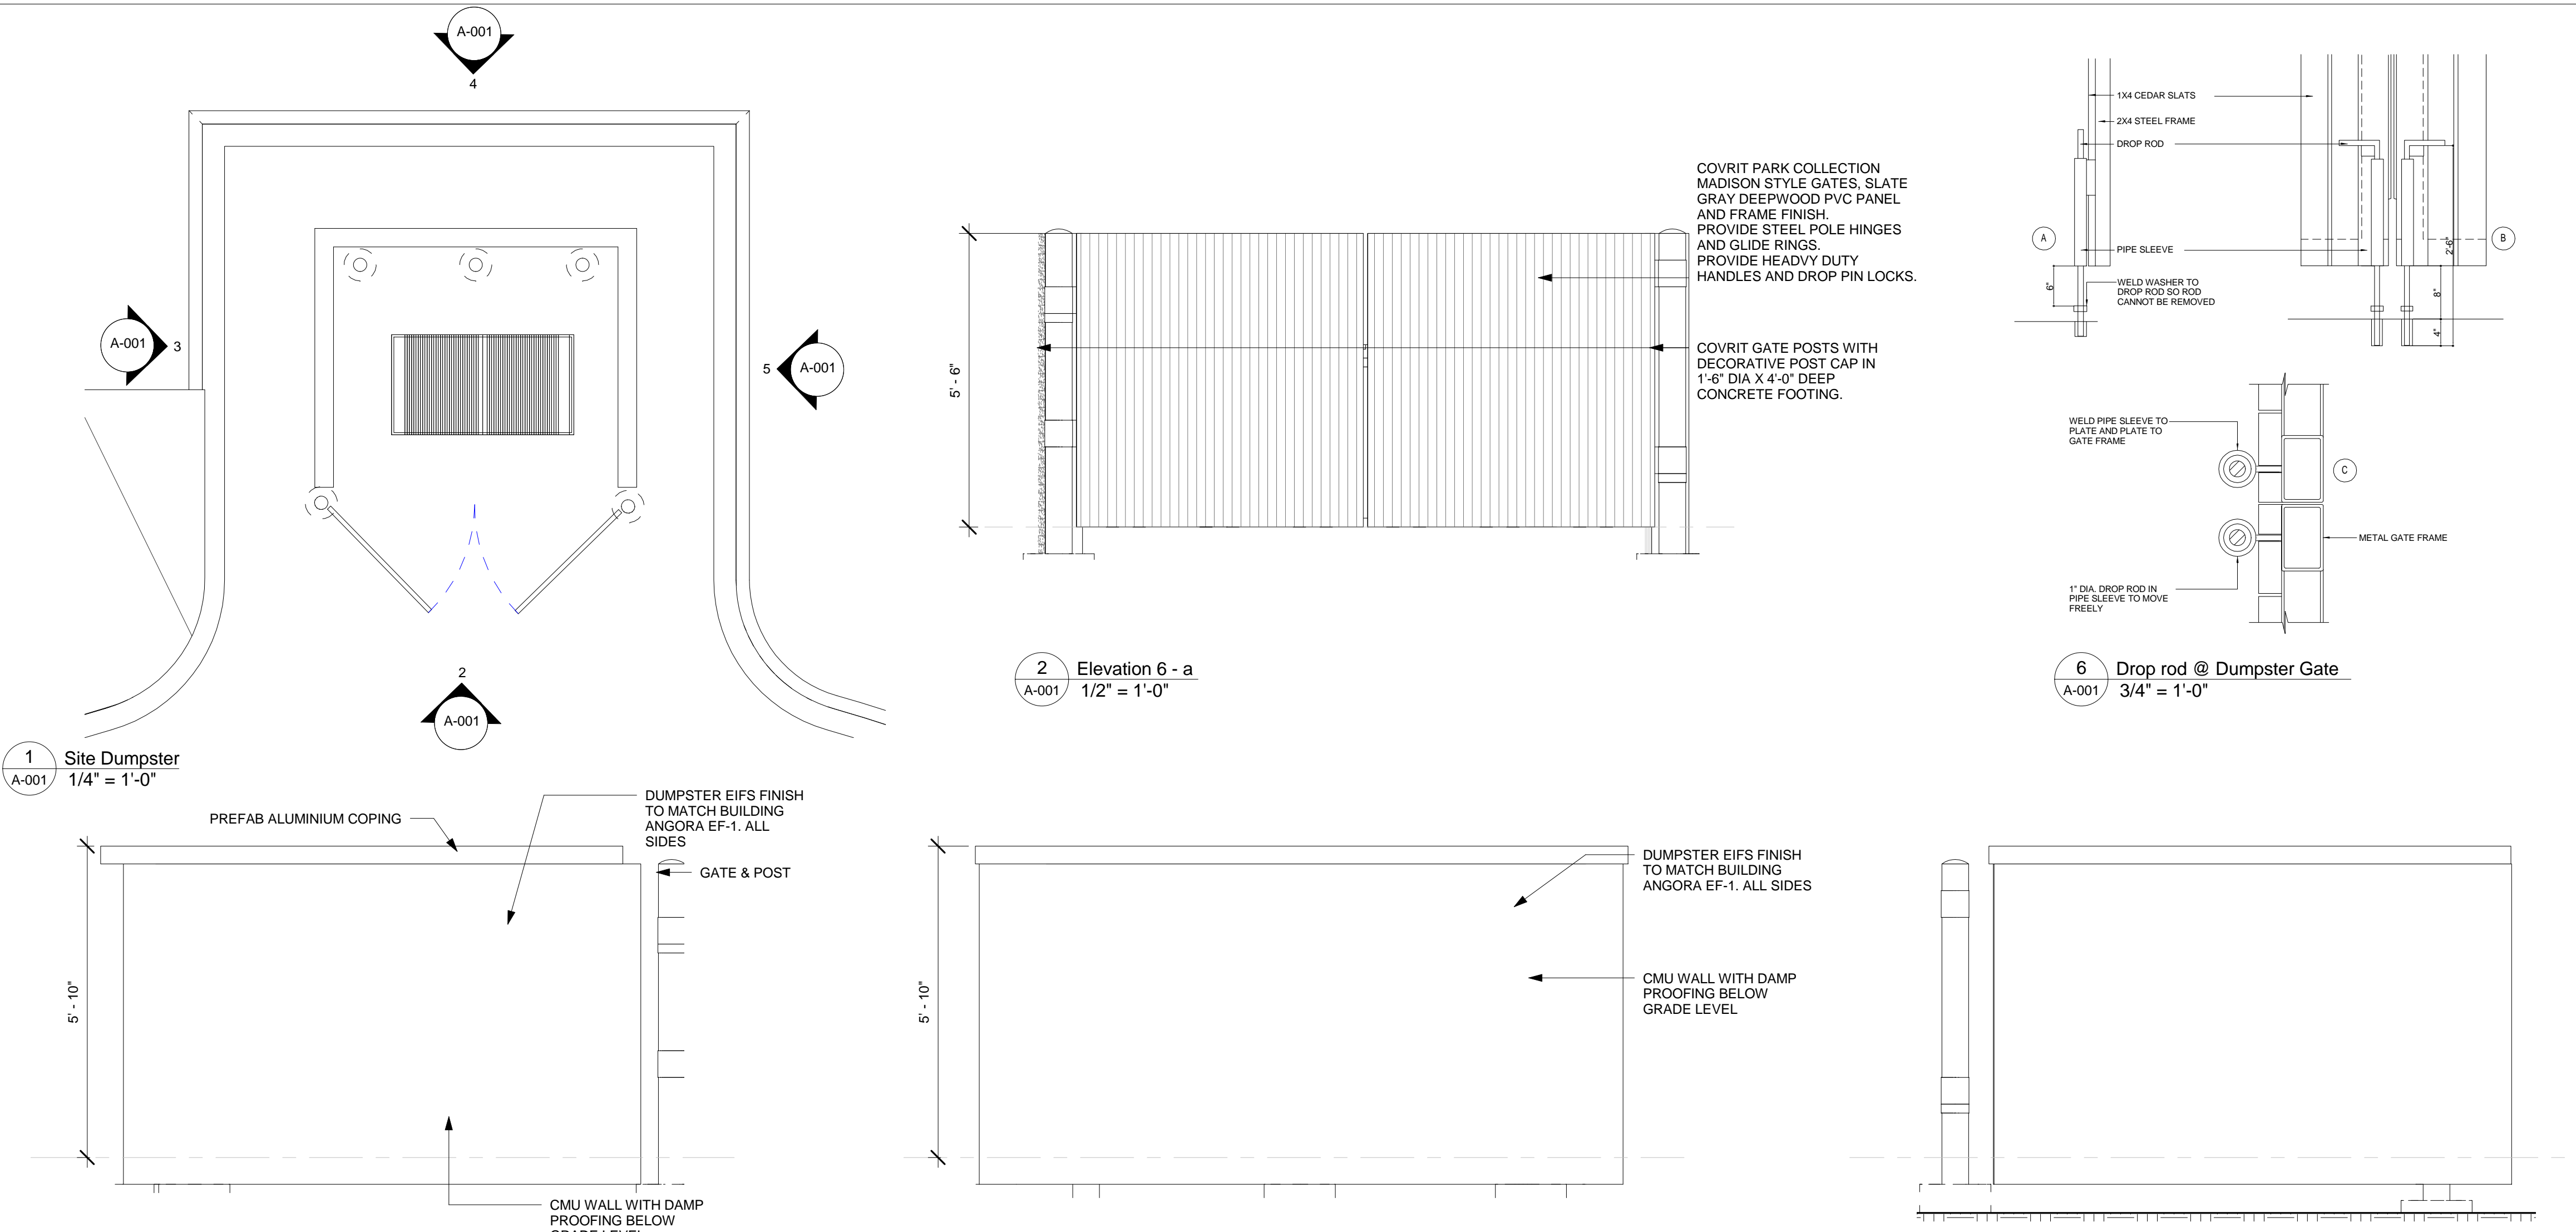 A-001
4
A-001
3
5
A-001
2
A-001
1
A-001
Site Dumpster
1/4" = 1'-0"
5' - 6"
COVRIT PARK COLLECTION
MADISON STYLE GATES, SLATE
GRAY DEEPWOOD PVC PANEL
AND FRAME FINISH.
PROVIDE STEEL POLE HINGES
AND GLIDE RINGS.
PROVIDE HEADVY DUTY
HANDLES AND DROP PIN LOCKS.
COVRIT GATE POSTS WITH
DECORATIVE POST CAP IN
1'-6" DIA X 4'-0" DEEP
CONCRETE FOOTING.
2
A-001
Elevation 6 - a
1/2" = 1'-0"
1X4 CEDAR SLATS
2X4 STEEL FRAME
DROP ROD
A
PIPE SLEEVE
B
2'-6"
6"
WELD WASHER TO
DROP ROD SO ROD
CANNOT BE REMOVED
8"
4"
WELD PIPE SLEEVE TO
PLATE AND PLATE TO
GATE FRAME
C
METAL GATE FRAME
1" DIA. DROP ROD IN
PIPE SLEEVE TO MOVE
FREELY
6
A-001
Drop rod @ Dumpster Gate
3/4" = 1'-0"
PREFAB ALUMINIUM COPING
DUMPSTER EIFS FINISH
TO MATCH BUILDING
ANGORA EF-1. ALL
SIDES
GATE & POST
5' - 10"
CMU WALL WITH DAMP
PROOFING BELOW
GRADE LEVEL
5' - 10"
DUMPSTER EIFS FINISH
TO MATCH BUILDING
ANGORA EF-1. ALL SIDES
CMU WALL WITH DAMP
PROOFING BELOW
GRADE LEVEL